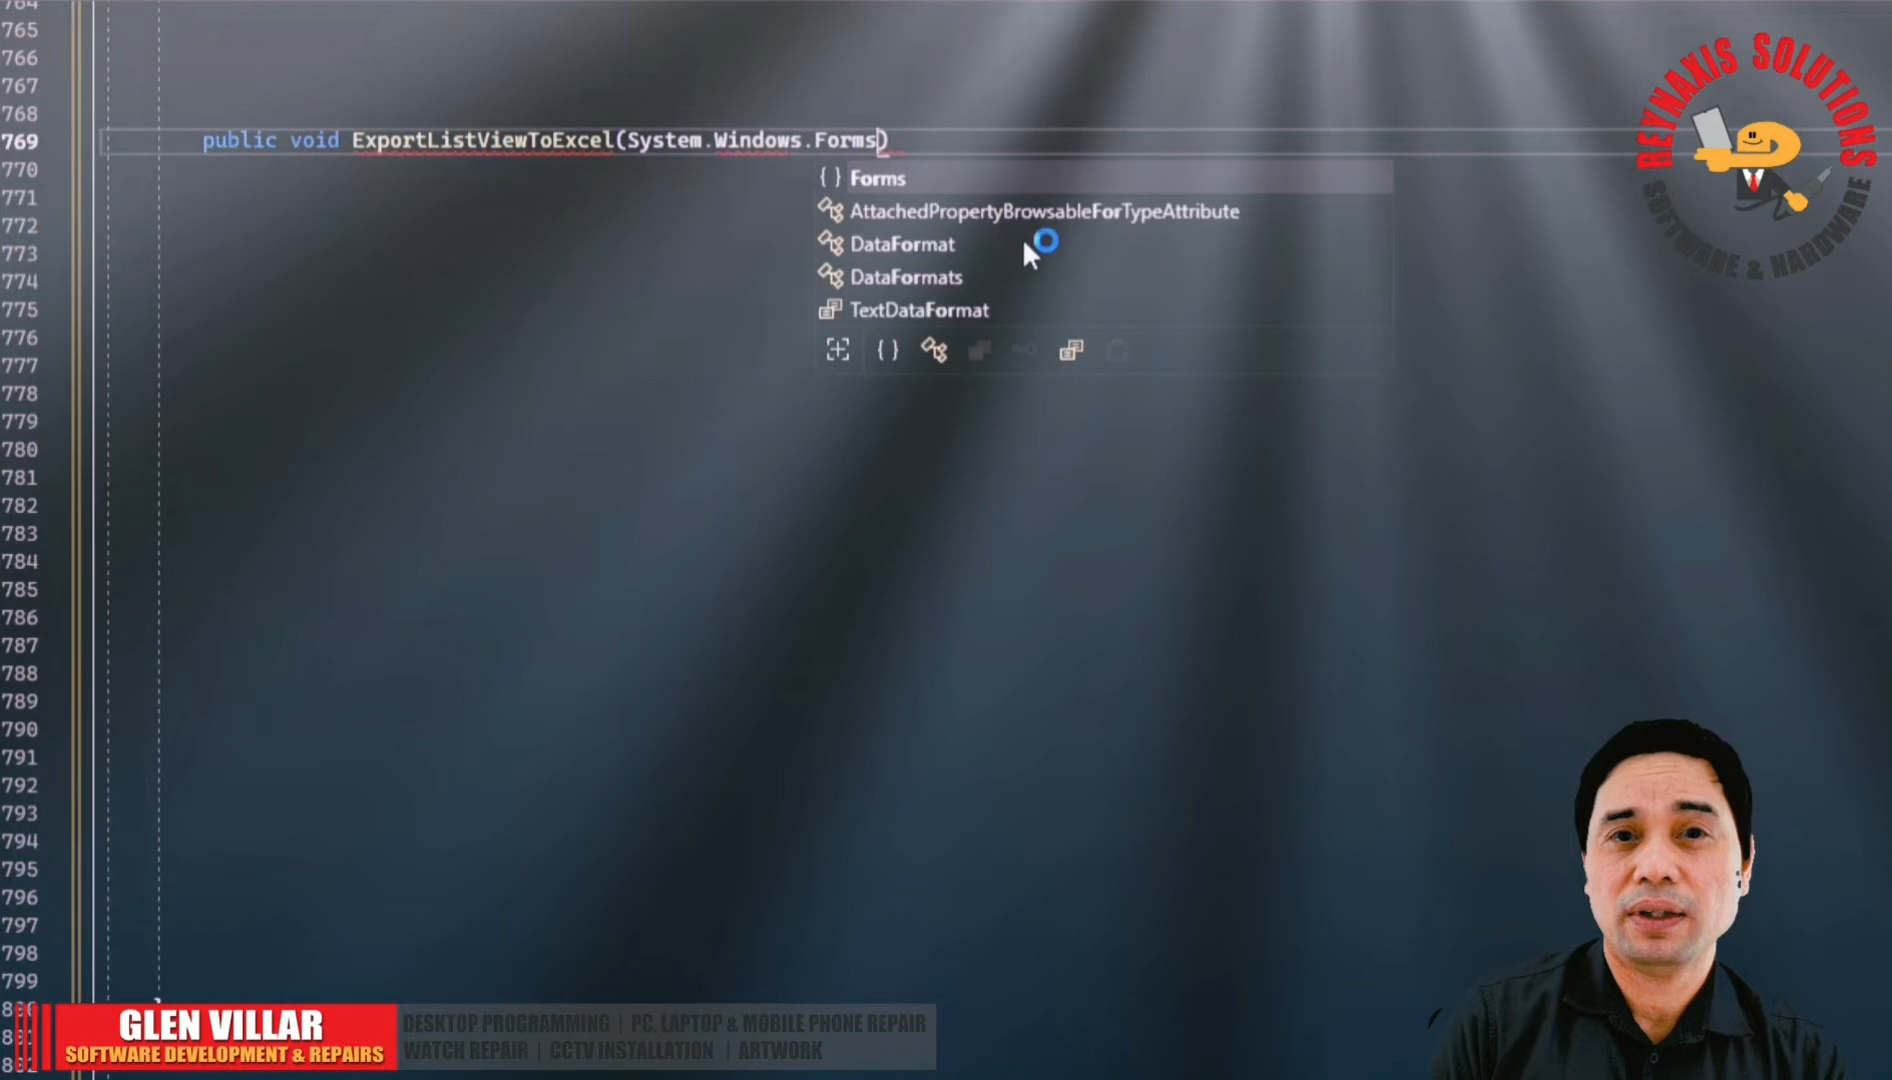 764
765
766
767
768
769 public void ExportListViewToExcel(System.Windows.Forms)
770 { } Forms
771 AttachedPropertyBrowsableForTypeAttribute
772
773 DataFormat
774 DataFormats
775 TextDataFormat
776
777
778
779
780
781
782
783
784
785
786
787
788
789
790
791
792
793
794
795
796
797
798
799
REYNAXIS SOLUTIONS
SOFTWARE & HARDWARE
GLEN VILLAR
SOFTWARE DEVELOPMENT & REPAIRS
DESKTOP PROGRAMMING | PC, LAPTOP & MOBILE PHONE REPAIR
WATCH REPAIR | CCTV INSTALLATION | ARTWORK